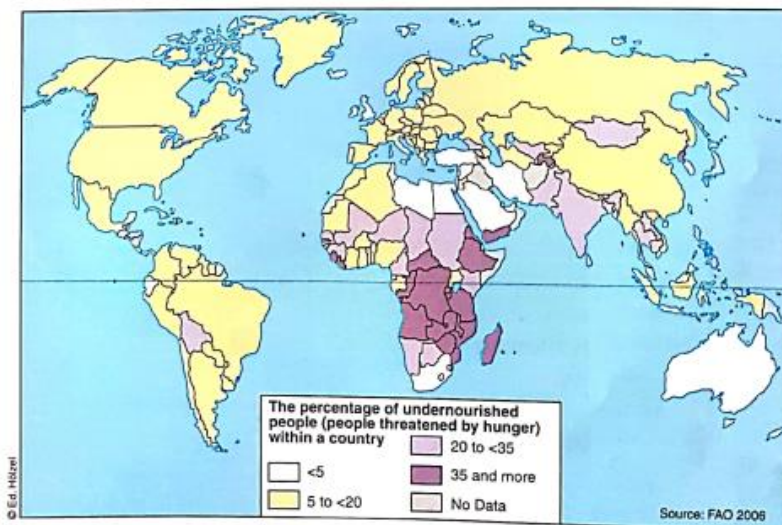 The percentage of undernourished
people (people threatened by hunger)
within a country
<5
5 to <20
20 to <35
35 and more
No Data
© Ed. Hölzel
Source: FAO 2006